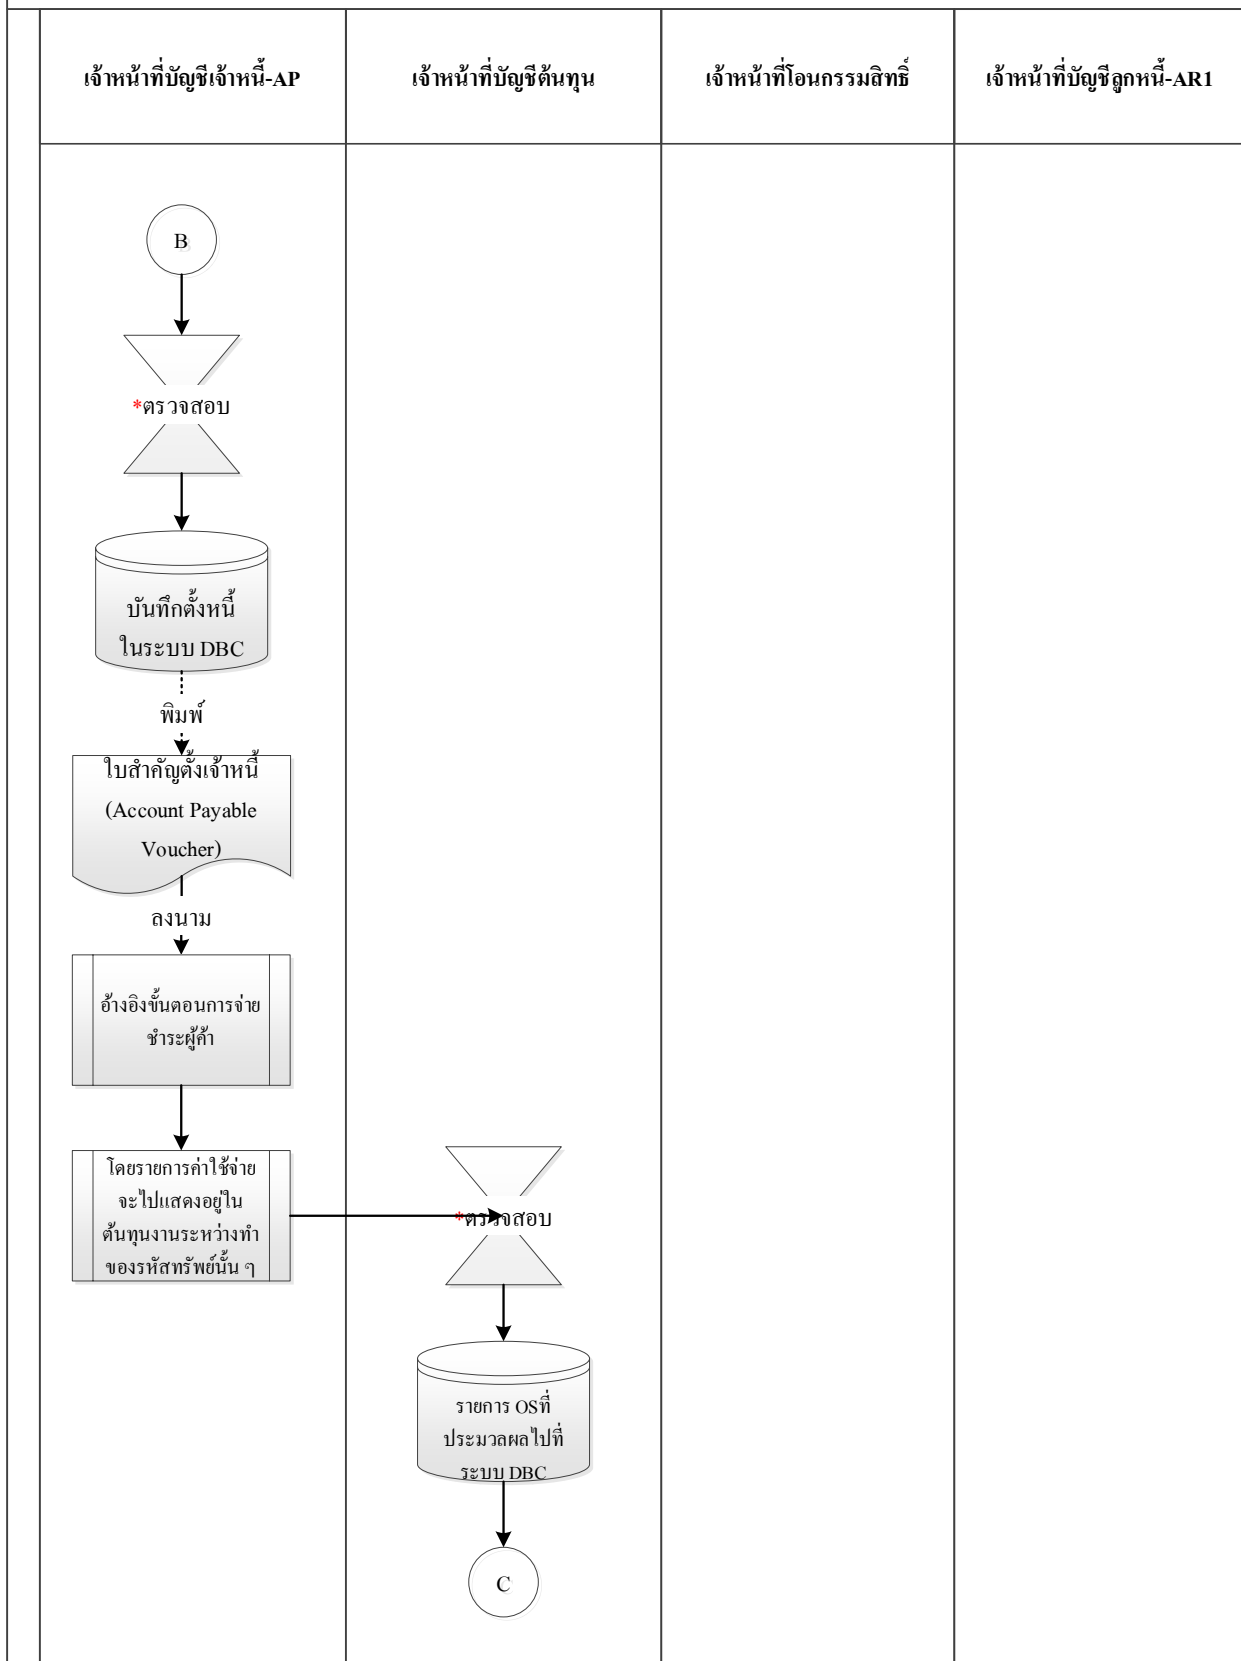 เจ้าหน้าที่บัญชีเจ้าหนี้-AP
เจ้าหน้าที่บัญชีต้นทุน
เจ้าหน้าที่โอนกรรมสิทธิ์
เจ้าหน้าที่บัญชีลูกหนี้-AR1
B
*ตรวจสอบ
บันทึกตั้งหนี้
ในระบบ DBC
พิมพ์
ใบสำคัญตั้งเจ้าหนี้
(Account Payable
Voucher)
ลงนาม
อ้างอิงขั้นตอนการจ่าย
ชำระผู้ค้า
โดยรายการค่าใช้จ่าย
จะไปแสดงอยู่ใน
ต้นทุนงานระหว่างทำ
ของรหัสทรัพย์นั้น ๆ
*ตรวจสอบ
รายการ OSที่
ประมวลผลไปที่
ระบบ DBC
C